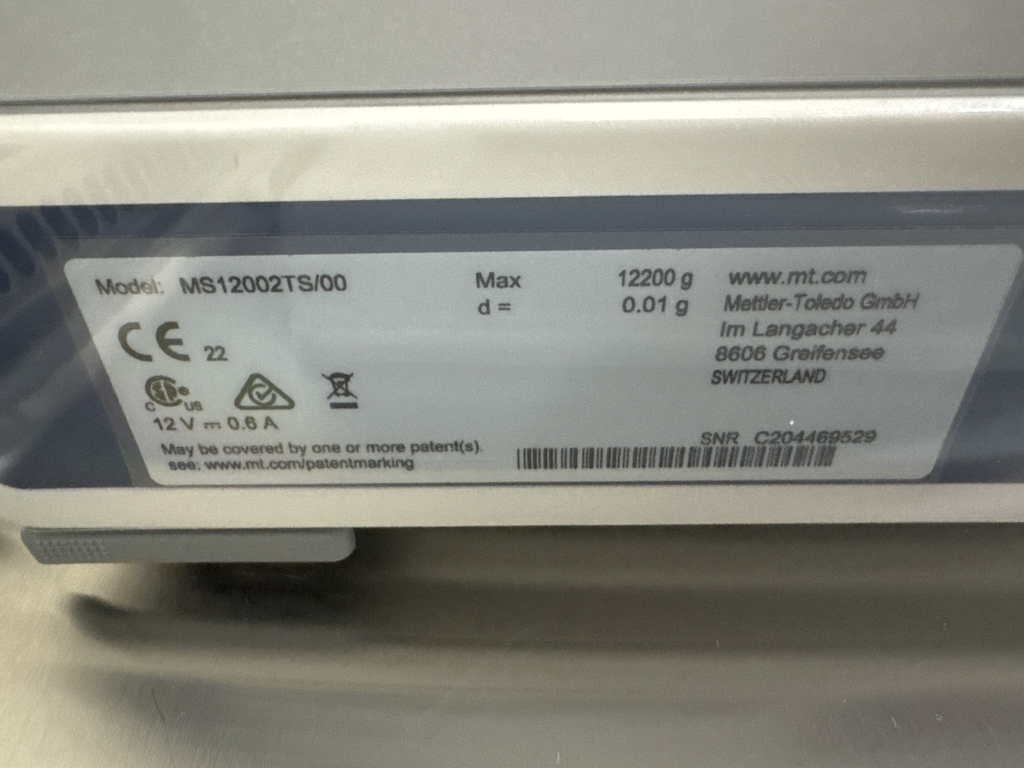 Model: MS12002TS/00
Max 12200 g
d = 0.01 g
www.mt.com
Mettler-Toledo GmbH
Im Langacher 44
8606 Greifensee
SWITZERLAND
CE 22
C US
12 V ⎓ 0.6 A
May be covered by one or more patent(s).
see: www.mt.com/patentmarking
SNR C204469529